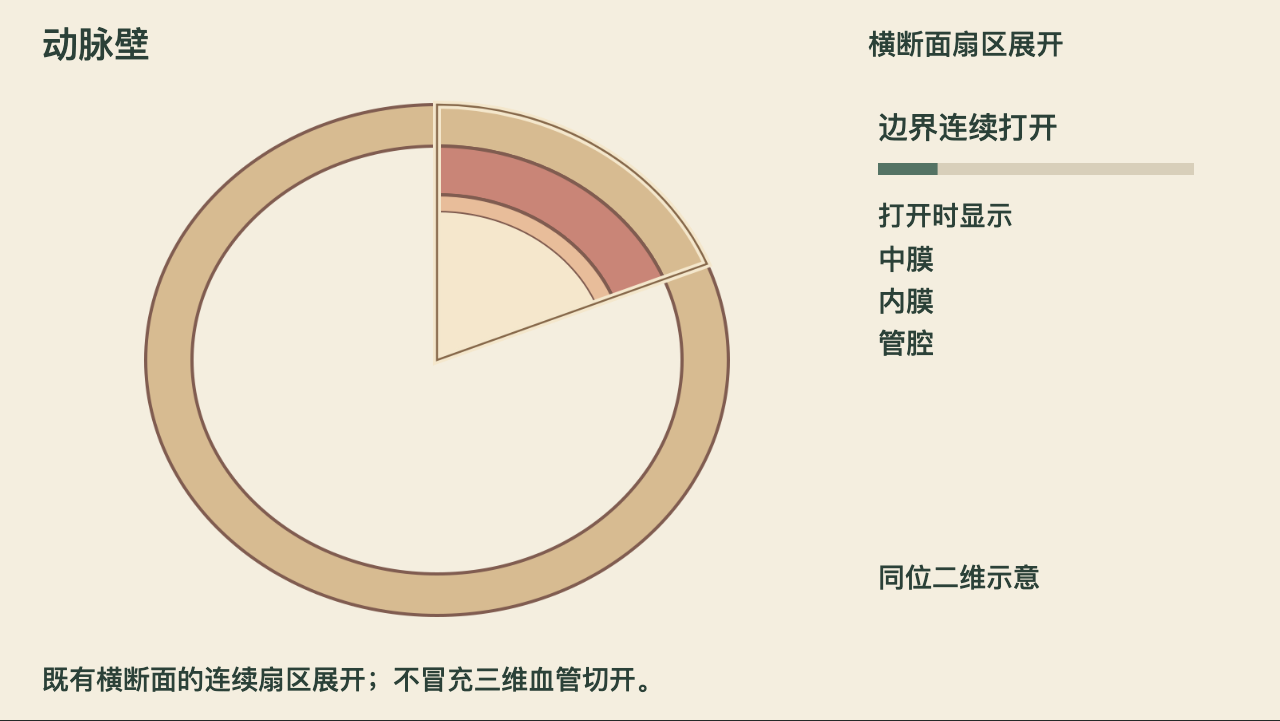 动脉壁
横断面扇区展开
边界连续打开
打开时显示
中膜
内膜
管腔
同位二维示意
既有横断面的连续扇区展开；不冒充三维血管切开。